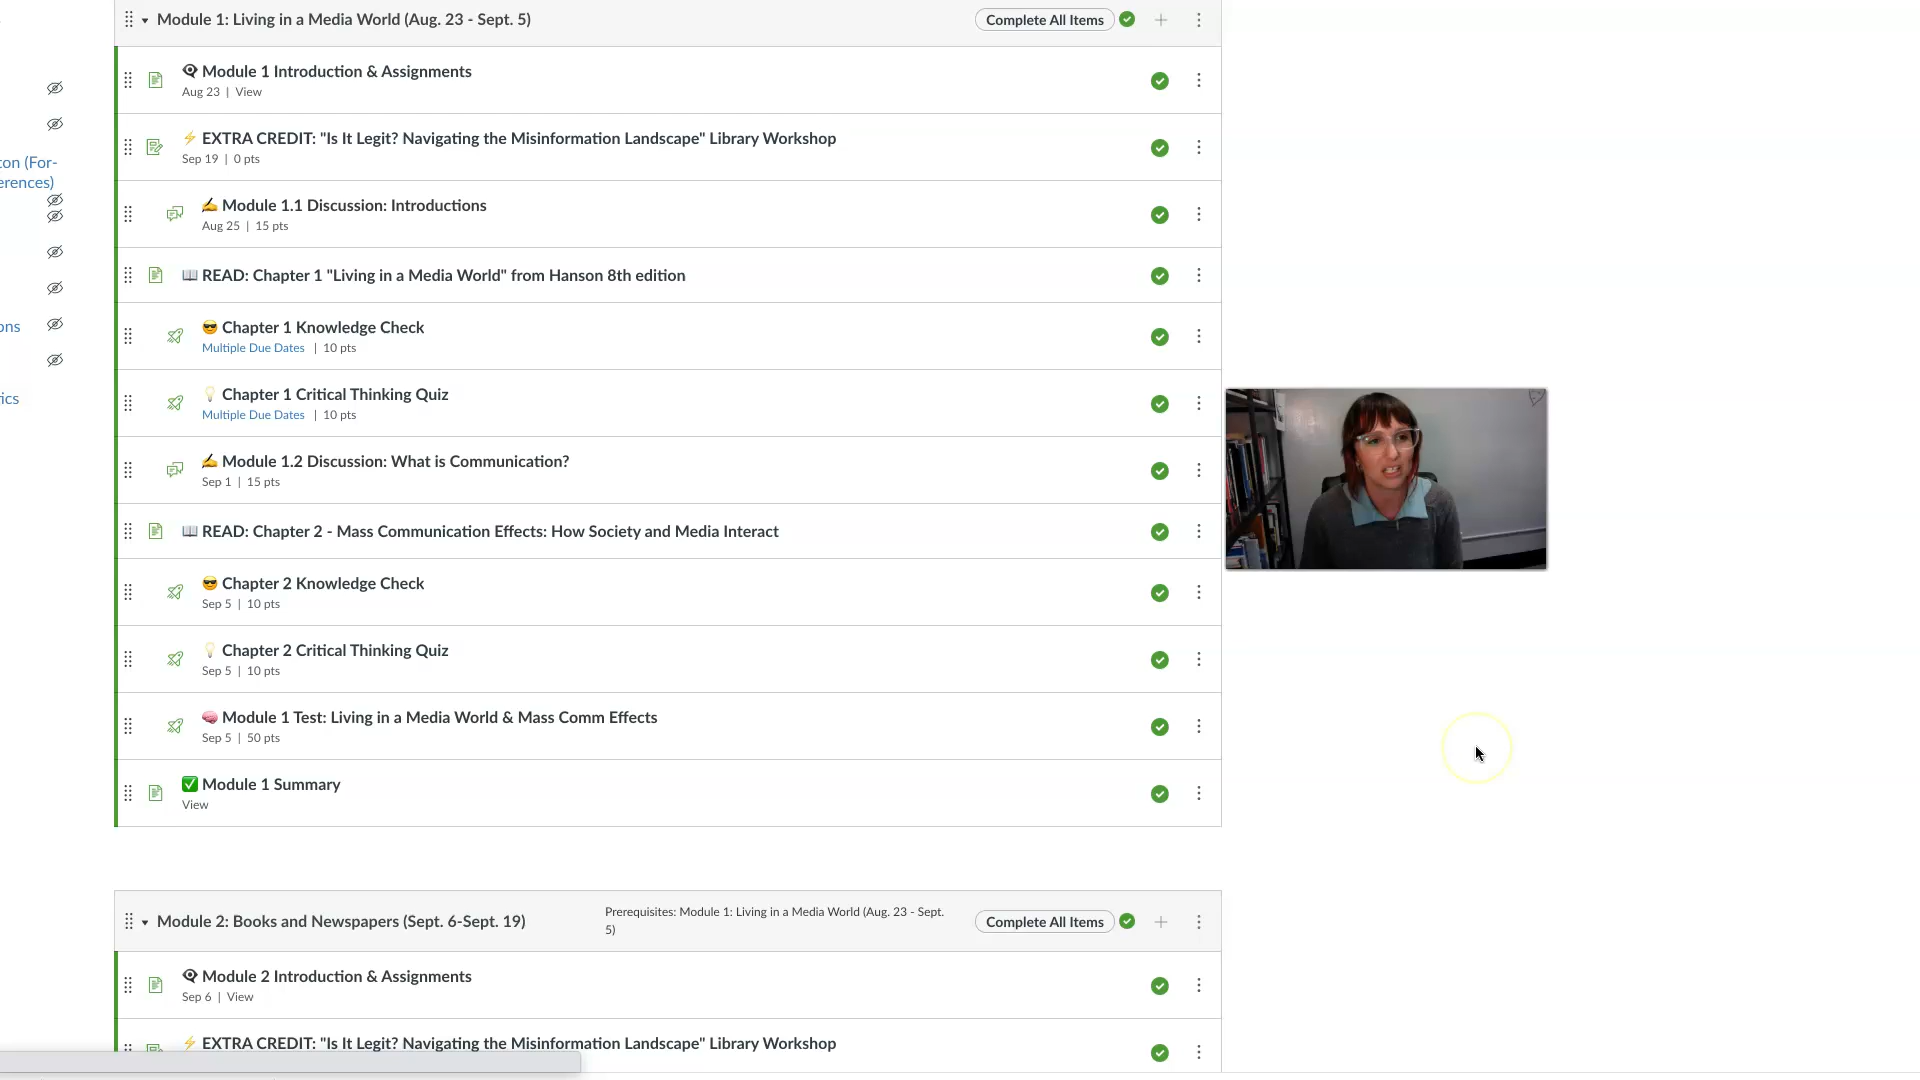 Module 1: Living in a Media World (Aug. 23 - Sept. 5)
Complete All Items
Module 1 Introduction & Assignments
Aug 23 | View
EXTRA CREDIT: "Is It Legit? Navigating the Misinformation Landscape" Library Workshop
Sep 19 | 0 pts
ton (For-
erences)
Module 1.1 Discussion: Introductions
Aug 25 | 15 pts
READ: Chapter 1 "Living in a Media World" from Hanson 8th edition
ons
Chapter 1 Knowledge Check
Multiple Due Dates | 10 pts
tics
Chapter 1 Critical Thinking Quiz
Multiple Due Dates | 10 pts
Module 1.2 Discussion: What is Communication?
Sep 1 | 15 pts
READ: Chapter 2 - Mass Communication Effects: How Society and Media Interact
Chapter 2 Knowledge Check
Sep 5 | 10 pts
Chapter 2 Critical Thinking Quiz
Sep 5 | 10 pts
Module 1 Test: Living in a Media World & Mass Comm Effects
Sep 5 | 50 pts
Module 1 Summary
View
Module 2: Books and Newspapers (Sept. 6-Sept. 19)
Prerequisites: Module 1: Living in a Media World (Aug. 23 - Sept.
5)
Complete All Items
Module 2 Introduction & Assignments
Sep 6 | View
EXTRA CREDIT: "Is It Legit? Navigating the Misinformation Landscape" Library Workshop